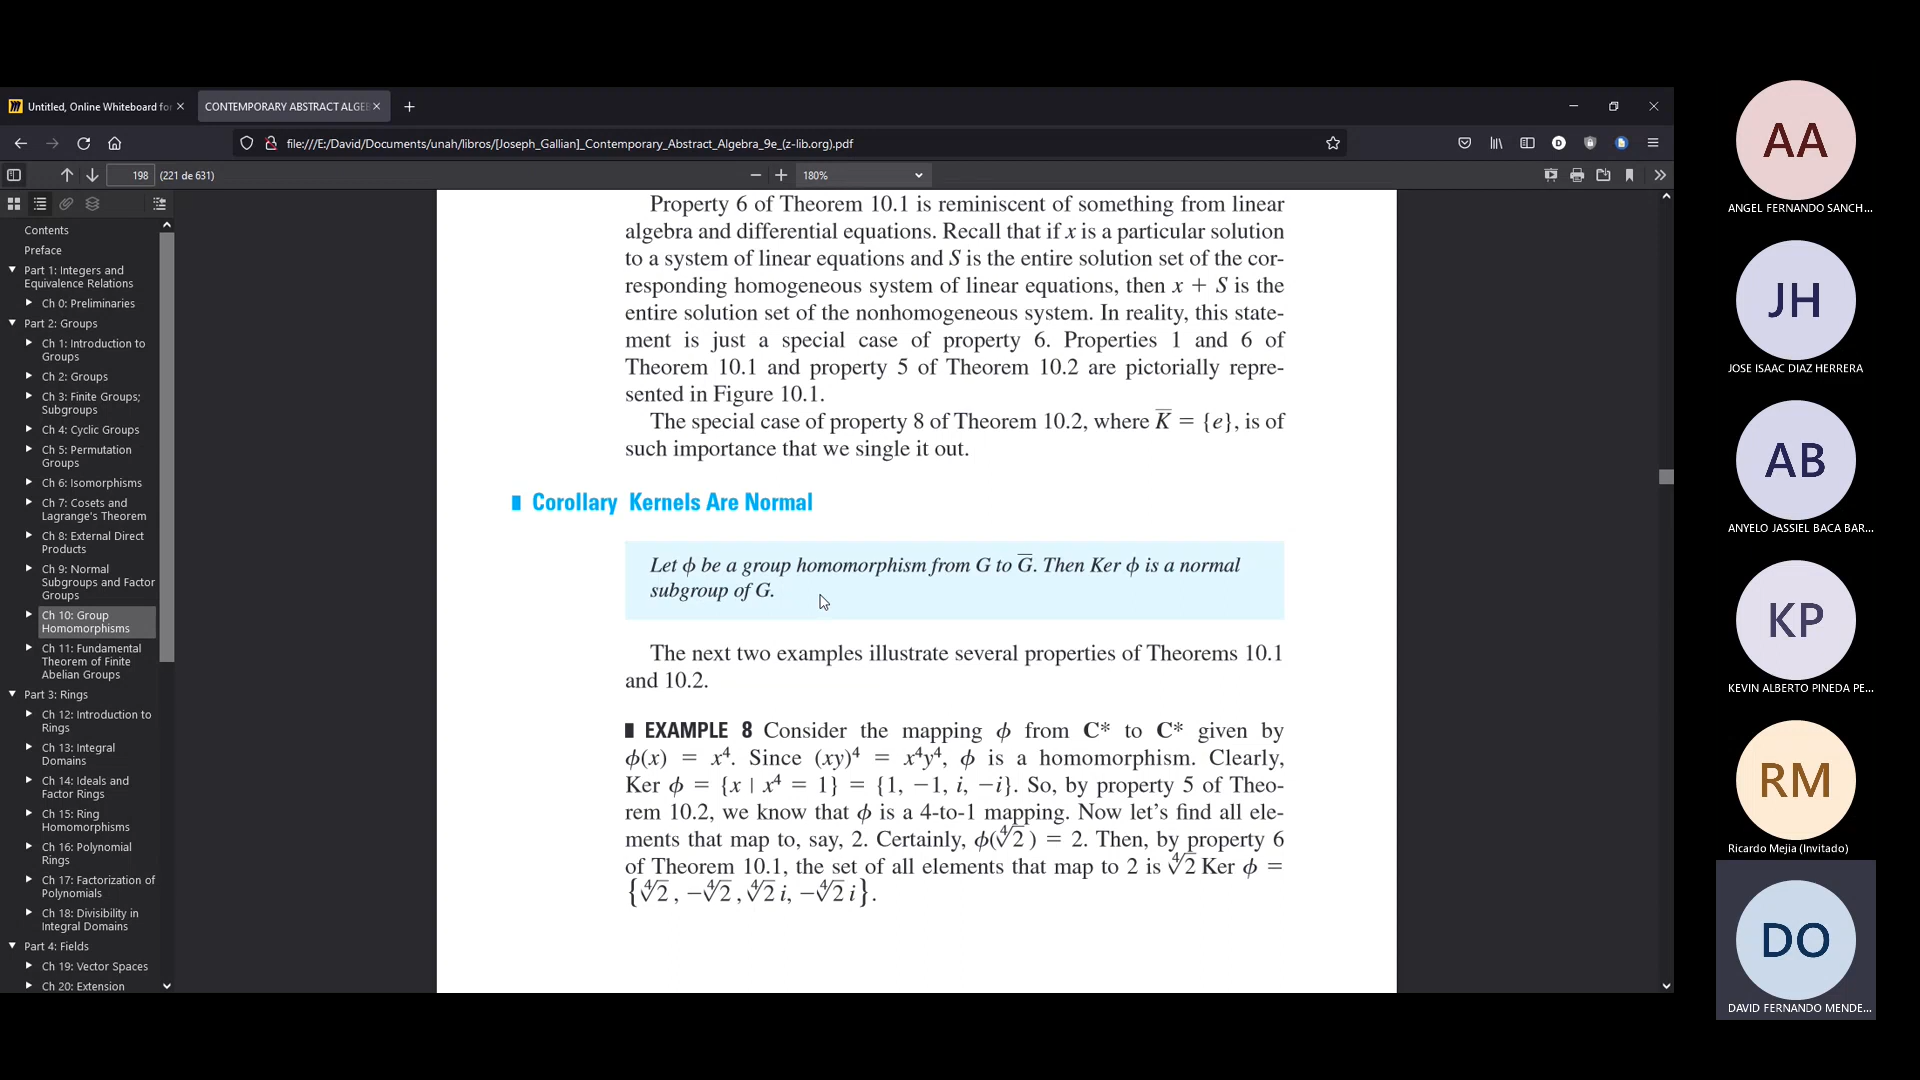 Untitled, Online Whiteboard for
CONTEMPORARY ABSTRACT ALGEB
file:///E:/David/Documents/unah/libros/[Joseph_Gallian]_Contemporary_Abstract_Algebra_9e_(z-lib.org).pdf
198 (221 de 631)
180%
Contents
Preface
Part 1: Integers and
Equivalence Relations
Ch 0: Preliminaries
Part 2: Groups
Ch 1: Introduction to
Groups
Ch 2: Groups
Ch 3: Finite Groups;
Subgroups
Ch 4: Cyclic Groups
Ch 5: Permutation
Groups
Ch 6: Isomorphisms
Ch 7: Cosets and
Lagrange's Theorem
Ch 8: External Direct
Products
Ch 9: Normal
Subgroups and Factor
Groups
Ch 10: Group
Homomorphisms
Ch 11: Fundamental
Theorem of Finite
Abelian Groups
Part 3: Rings
Ch 12: Introduction to
Rings
Ch 13: Integral
Domains
Ch 14: Ideals and
Factor Rings
Ch 15: Ring
Homomorphisms
Ch 16: Polynomial
Rings
Ch 17: Factorization of
Polynomials
Ch 18: Divisibility in
Integral Domains
Part 4: Fields
Ch 19: Vector Spaces
Ch 20: Extension
Property 6 of Theorem 10.1 is reminiscent of something from linear
algebra and differential equations. Recall that if x is a particular solution
to a system of linear equations and S is the entire solution set of the cor-
responding homogeneous system of linear equations, then x + S is the
entire solution set of the nonhomogeneous system. In reality, this state-
ment is just a special case of property 6. Properties 1 and 6 of
Theorem 10.1 and property 5 of Theorem 10.2 are pictorially repre-
sented in Figure 10.1.
The special case of property 8 of Theorem 10.2, where K̅ = {e}, is of
such importance that we single it out.
Corollary Kernels Are Normal
Let ϕ be a group homomorphism from G to G̅. Then Ker ϕ is a normal
subgroup of G.
The next two examples illustrate several properties of Theorems 10.1
and 10.2.
EXAMPLE 8 Consider the mapping ϕ from C* to C* given by
ϕ(x) = x⁴. Since (xy)⁴ = x⁴y⁴, ϕ is a homomorphism. Clearly,
Ker ϕ = {x | x⁴ = 1} = {1, −1, i, −i}. So, by property 5 of Theo-
rem 10.2, we know that ϕ is a 4-to-1 mapping. Now let's find all ele-
ments that map to, say, 2. Certainly, ϕ(∜2) = 2. Then, by property 6
of Theorem 10.1, the set of all elements that map to 2 is ∜2 Ker ϕ =
{∜2, −∜2, ∜2 i, −∜2 i}.
AA
ANGEL FERNANDO SANCH...
JH
JOSE ISAAC DIAZ HERRERA
AB
ANYELO JASSIEL BACA BAR...
KP
KEVIN ALBERTO PINEDA PE...
RM
Ricardo Mejia (Invitado)
DO
DAVID FERNANDO MENDE...